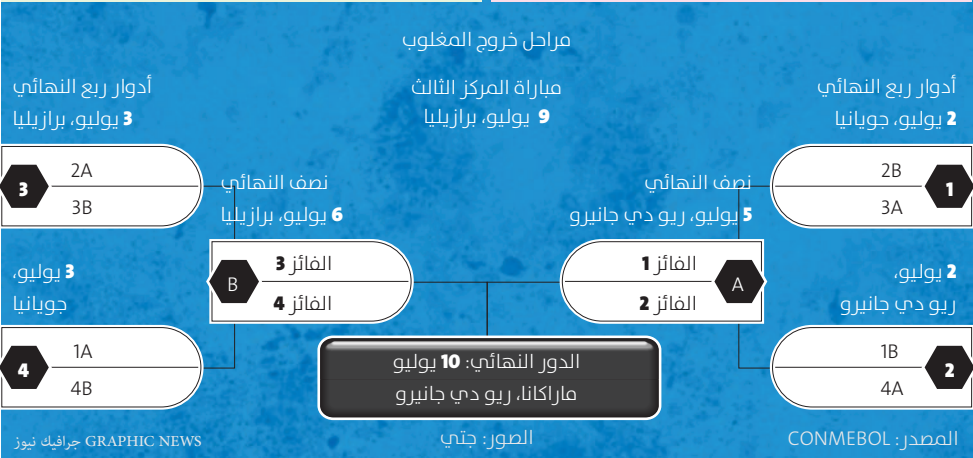 مراحل خروج المغلوب
مباراة المركز الثالث
9 يوليو، برازيليا
أدوار ربع النهائي
2 يوليو، جويانيا
2B
3A
1
2 يوليو،
ريو دي جانيرو
1B
4A
2
نصف النهائي
5 يوليو، ريو دي جانيرو
الفائز 1
الفائز 2
A
أدوار ربع النهائي
3 يوليو، برازيليا
2A
3B
3
3 يوليو،
جويانيا
1A
4B
4
نصف النهائي
6 يوليو، برازيليا
الفائز 3
الفائز 4
B
الدور النهائي: 10 يوليو
ماراكانا، ريو دي جانيرو
المصدر: CONMEBOL
الصور: جتي
GRAPHIC NEWS جرافيك نيوز